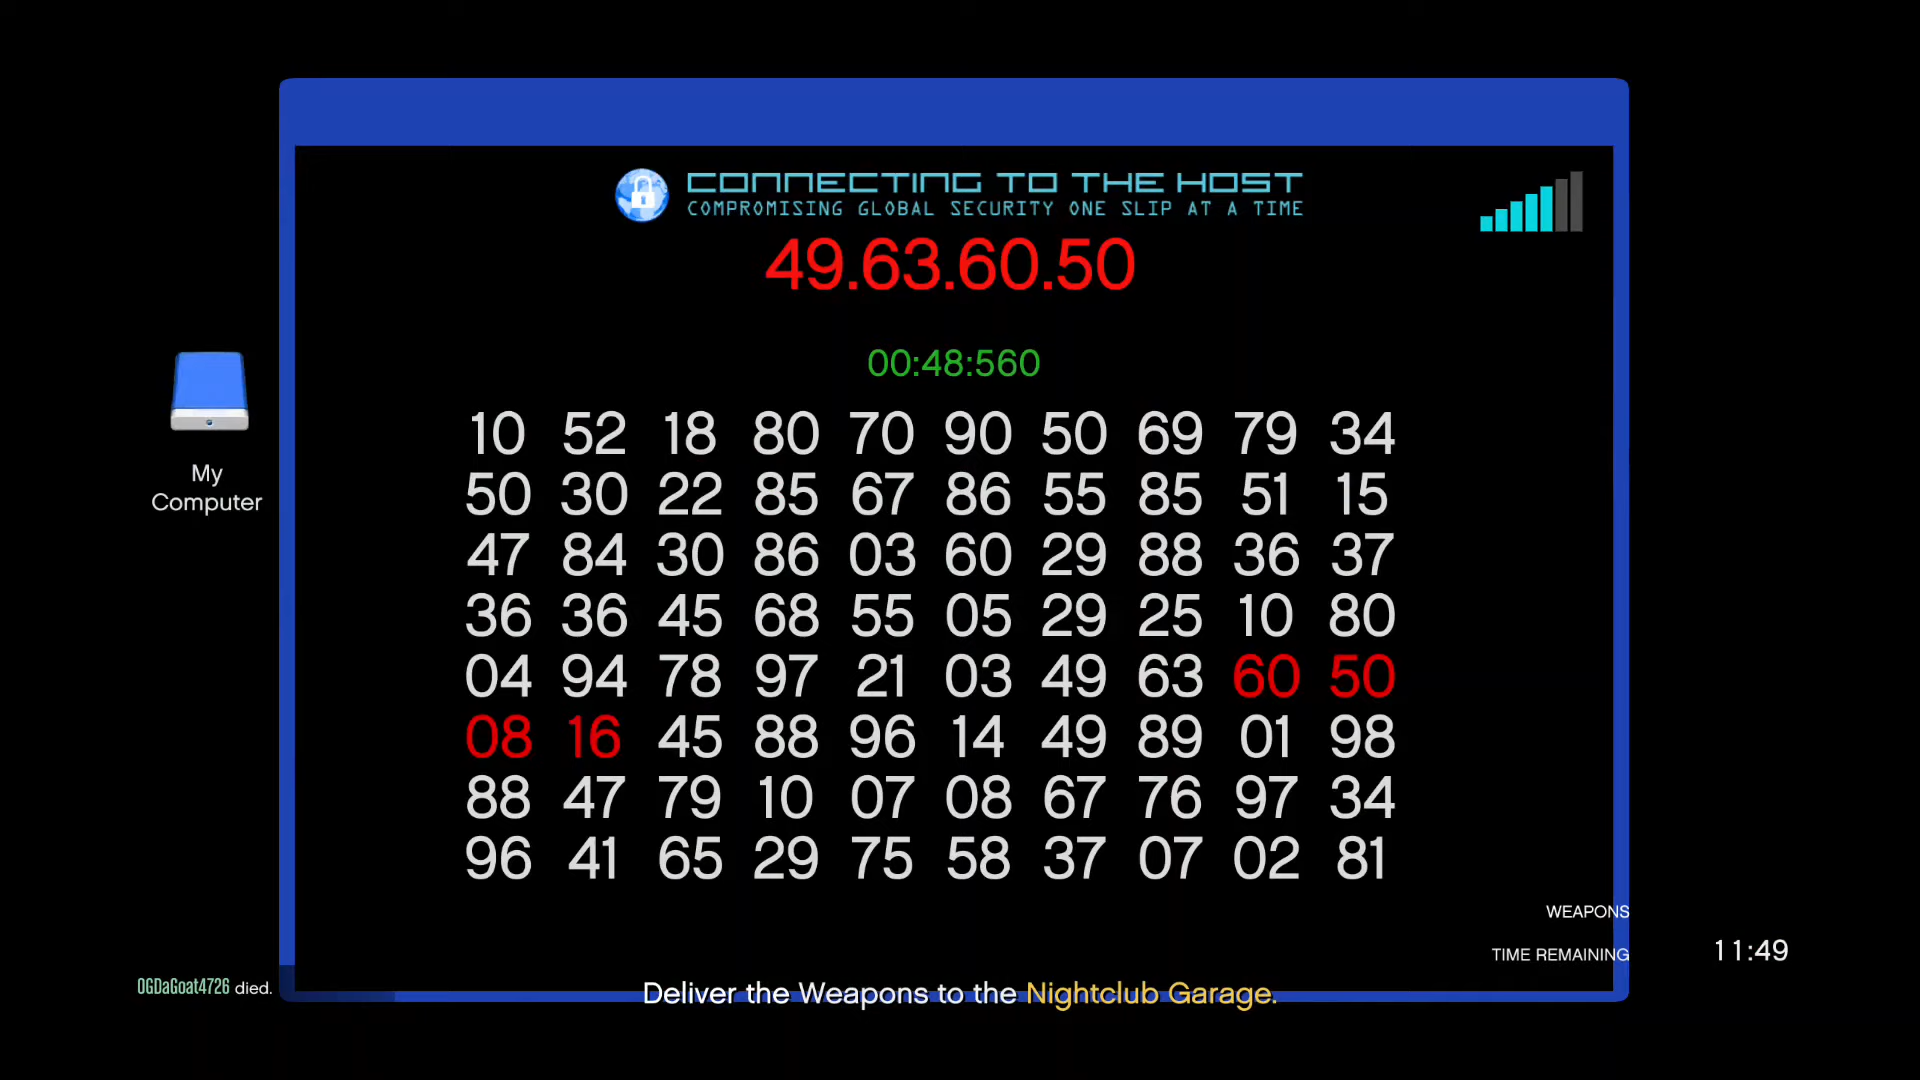 CONNECTING TO THE HOST
COMPROMISING GLOBAL SECURITY ONE SLIP AT A TIME
49.63.60.50
00:48:560
10 52 18 80 70 90 50 69 79 34
50 30 22 85 67 86 55 85 51 15
47 84 30 86 03 60 29 88 36 37
36 36 45 68 55 05 29 25 10 80
04 94 78 97 21 03 49 63 60 50
08 16 45 88 96 14 49 89 01 98
88 47 79 10 07 08 67 76 97 34
96 41 65 29 75 58 37 07 02 81
My
Computer
WEAPONS
TIME REMAINING 11:49
OGDaGoat4726 died.
Deliver the Weapons to the Nightclub Garage.